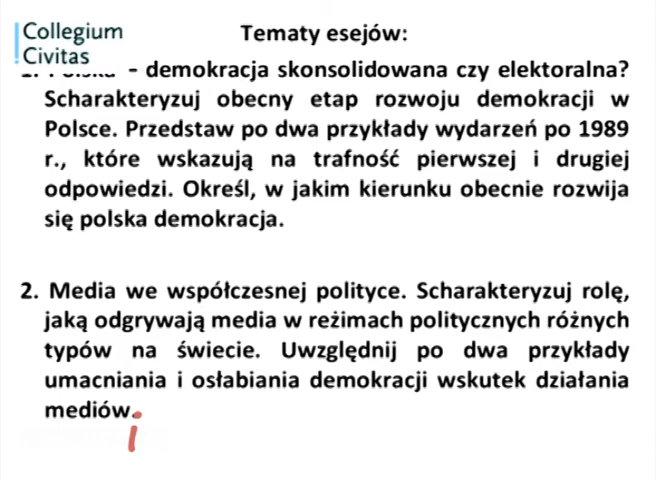 Collegium
Civitas
Tematy esejów:
- demokracja skonsolidowana czy elektoralna?
Scharakteryzuj obecny etap rozwoju demokracji w
Polsce. Przedstaw po dwa przykłady wydarzeń po 1989
r., które wskazują na trafność pierwszej i drugiej
odpowiedzi. Określ, w jakim kierunku obecnie rozwija
się polska demokracja.
2. Media we współczesnej polityce. Scharakteryzuj rolę,
jaką odgrywają media w reżimach politycznych różnych
typów na świecie. Uwzględnij po dwa przykłady
umacniania i osłabiania demokracji wskutek działania
mediów.